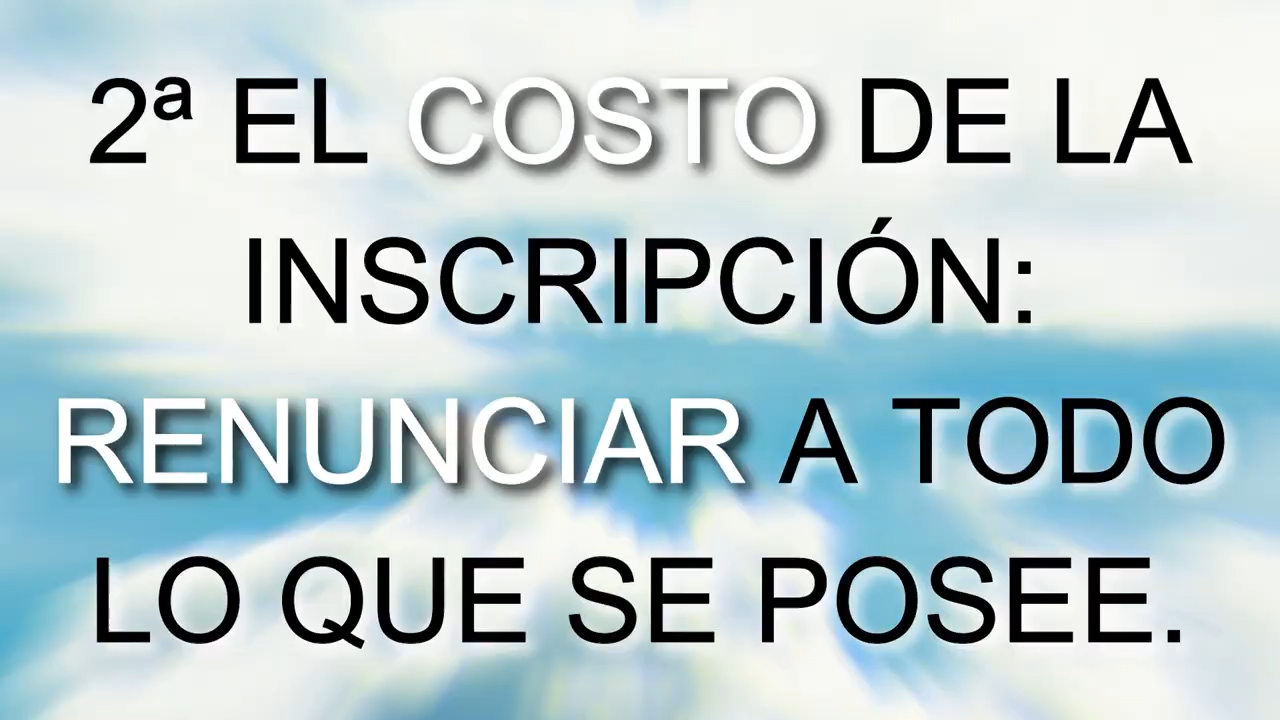 2ª EL COSTO DE LA
INSCRIPCIÓN:
RENUNCIAR A TODO
LO QUE SE POSEE.